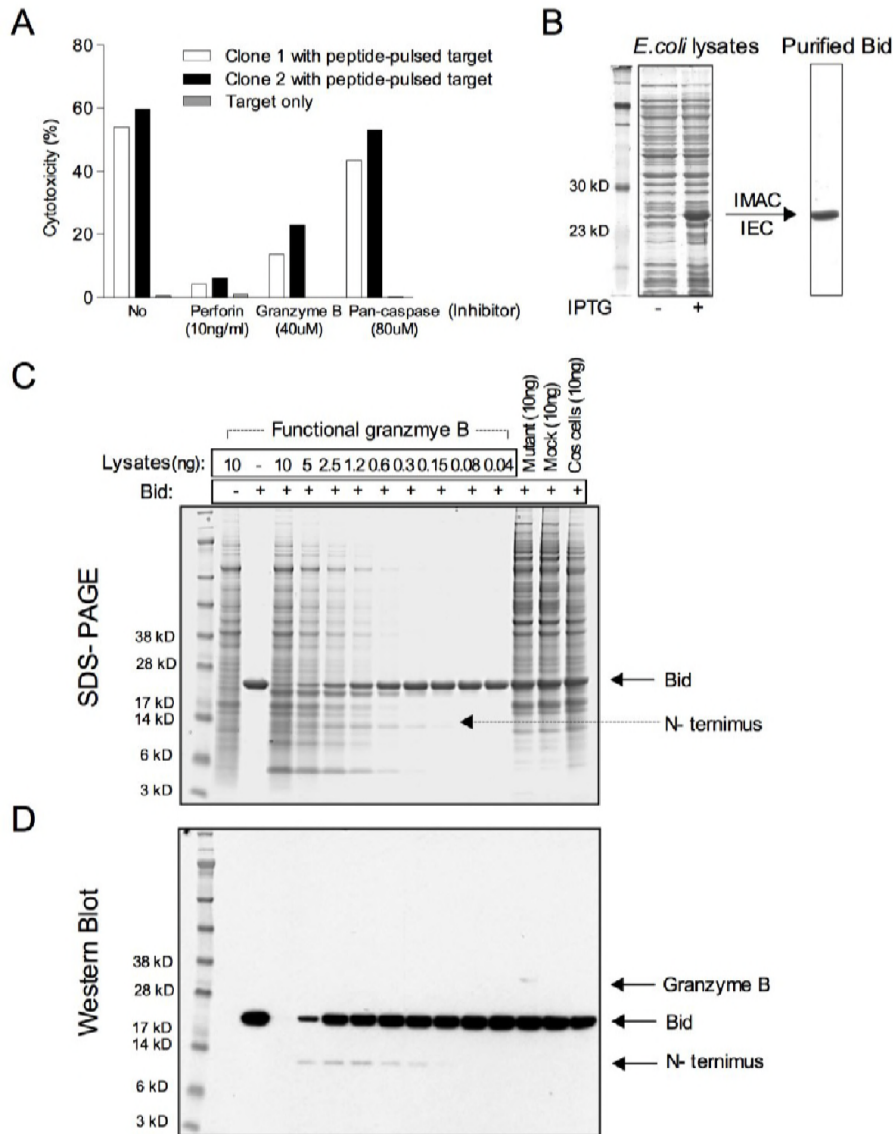 A
80
60
40
20
0
Cytotoxicity (%)
Clone 1 with peptide-pulsed target
Clone 2 with peptide-pulsed target
Target only
No Perforin Granzyme B Pan-caspase (Inhibitor)
(10ng/ml) (40uM) (80uM)
B
E.coli lysates Purified Bid
30 kD
23 kD
IMAC
IEC
IPTG - +
C
Functional granzmye B
Mutant (10ng)
Mock (10ng)
Cos cells (10ng)
Lysates(ng): 10 - 10 5 2.5 1.2 0.6 0.3 0.15 0.08 0.04
Bid: - + + + + + + + + + + + + +
SDS- PAGE
38 kD
28 kD
17 kD
14 kD
6 kD
3 kD
Bid
N- ternimus
D
Western Blot
38 kD
28 kD
17 kD
14 kD
6 kD
3 kD
Granzyme B
Bid
N- ternimus